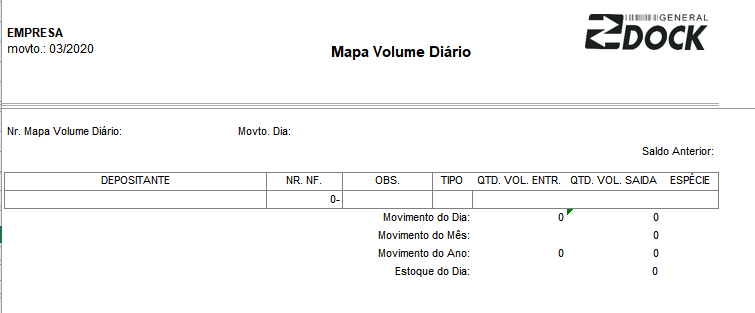 EMPRESA
movto.: 03/2020
Mapa Volume Diário
GENERAL
DOCK
Nr. Mapa Volume Diário:
Movto. Dia:
Saldo Anterior:
DEPOSITANTE NR. NF. OBS. TIPO QTD. VOL. ENTR. QTD. VOL. SAIDA ESPÉCIE
0-
Movimento do Dia: 0 0
Movimento do Mês: 0
Movimento do Ano: 0 0
Estoque do Dia: 0